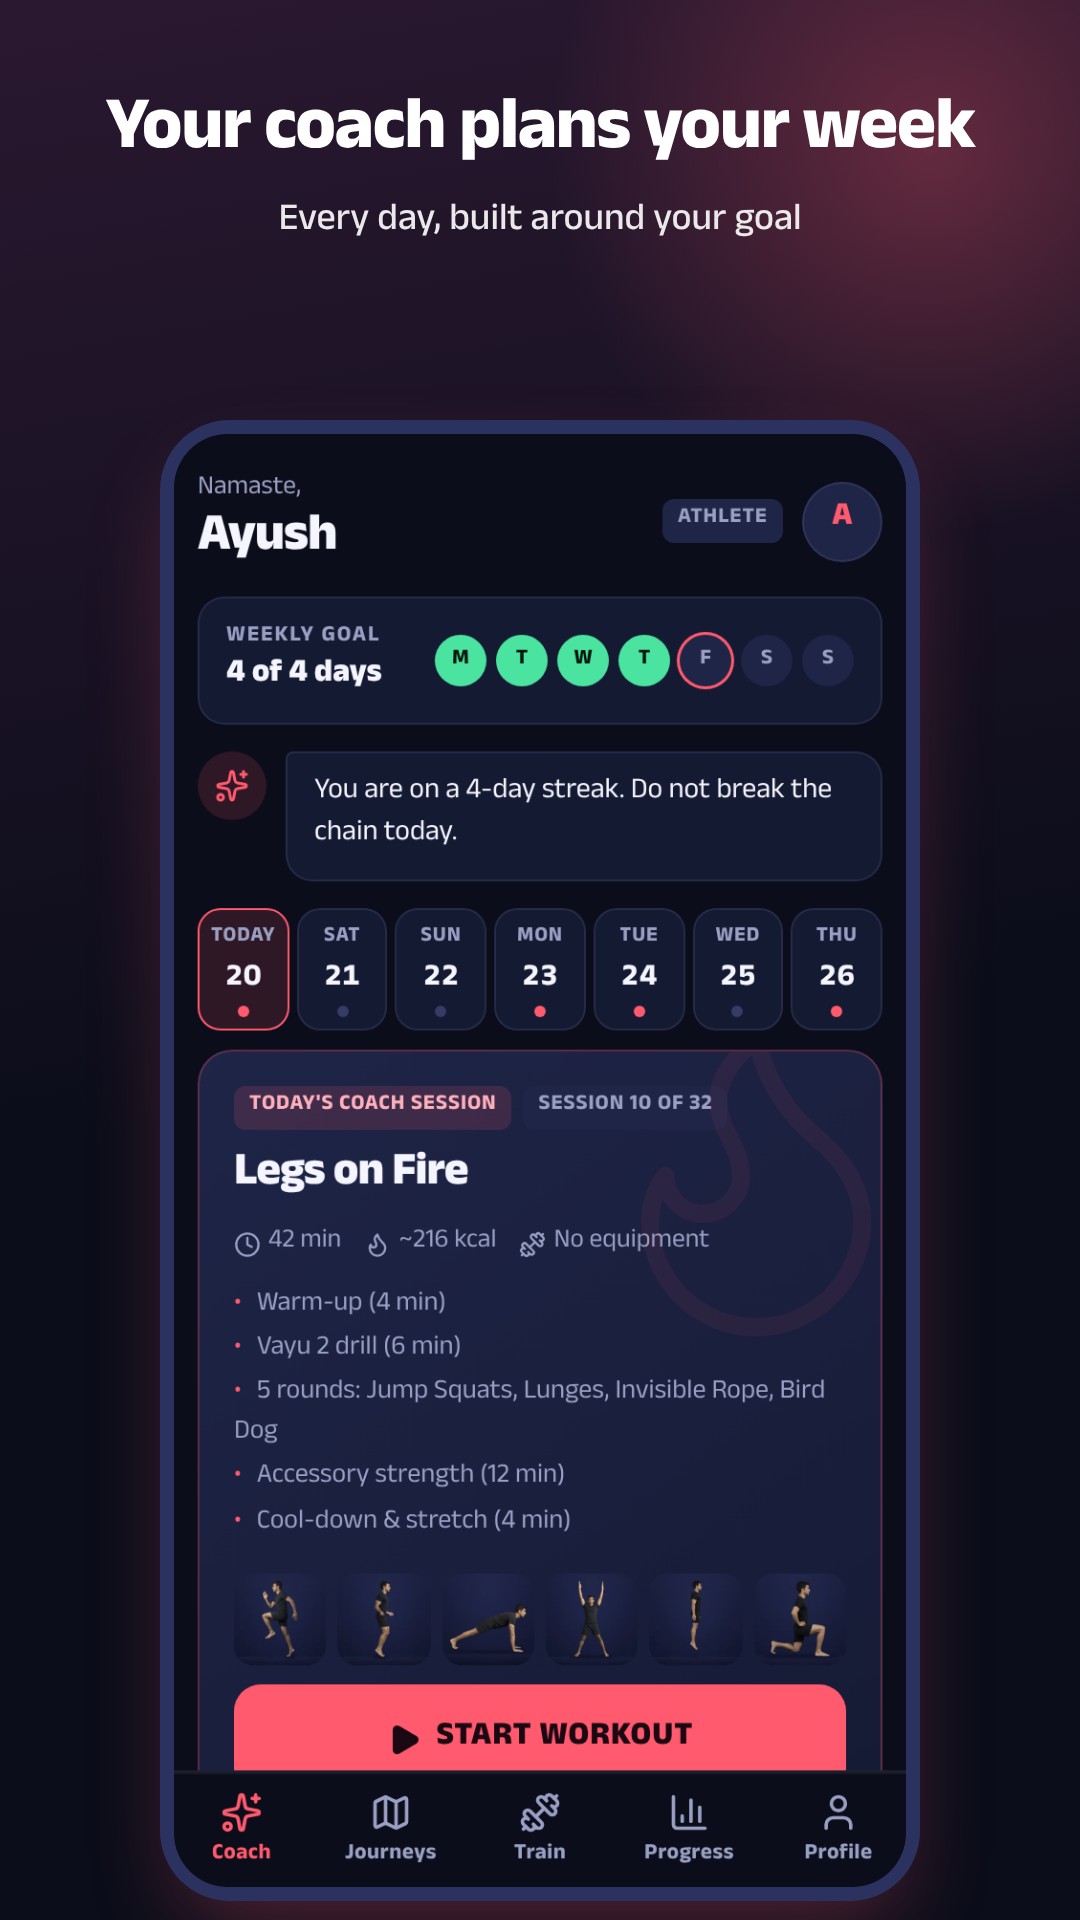 Your coach plans your week
Every day, built around your goal
Namaste,
Ayush
ATHLETE
A
WEEKLY GOAL
4 of 4 days
M T W T F S S
You are on a 4-day streak. Do not break the
chain today.
TODAY SAT SUN MON TUE WED THU
20 21 22 23 24 25 26
TODAY'S COACH SESSION
SESSION 10 OF 32
Legs on Fire
42 min ~216 kcal No equipment
• Warm-up (4 min)
• Vayu 2 drill (6 min)
• 5 rounds: Jump Squats, Lunges, Invisible Rope, Bird
Dog
• Accessory strength (12 min)
• Cool-down & stretch (4 min)
START WORKOUT
Coach Journeys Train Progress Profile